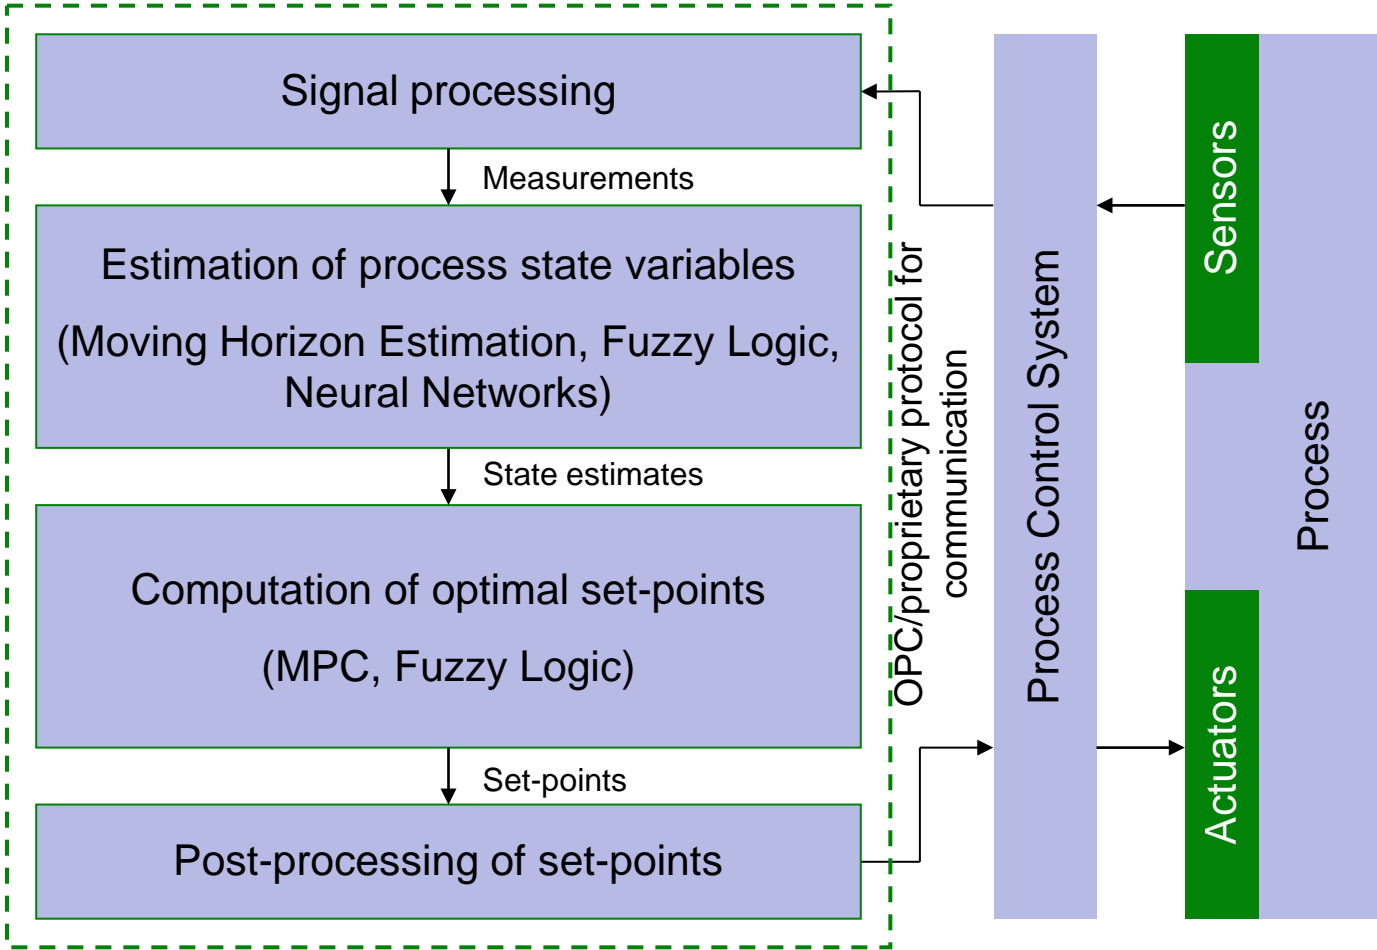 Signal processing
Measurements
Estimation of process state variables
(Moving Horizon Estimation, Fuzzy Logic,
Neural Networks)
State estimates
Computation of optimal set-points
(MPC, Fuzzy Logic)
Set-points
Post-processing of set-points
OPC/proprietary protocol for
communication
Process Control System
Sensors
Actuators
Process